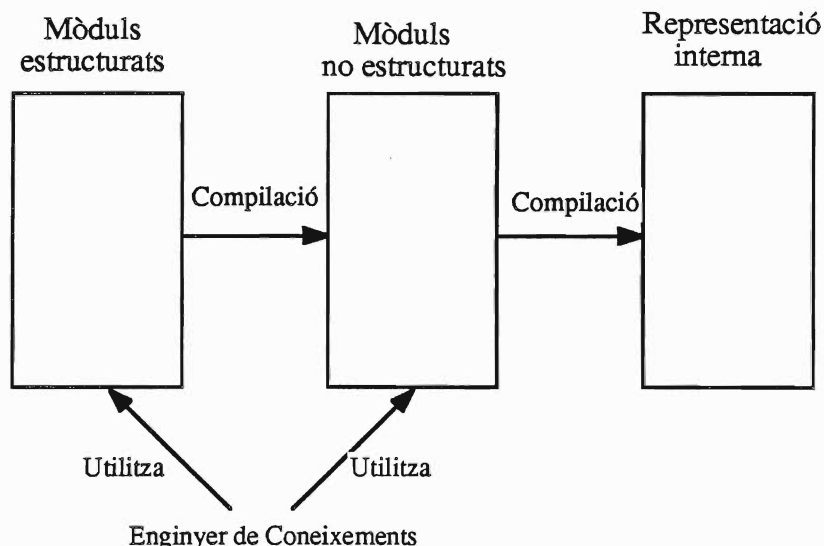 Mòduls
estructurats
Mòduls
no estructurats
Representació
interna
Compilació
Compilació
Utilitza
Utilitza
Enginyer de Coneixements